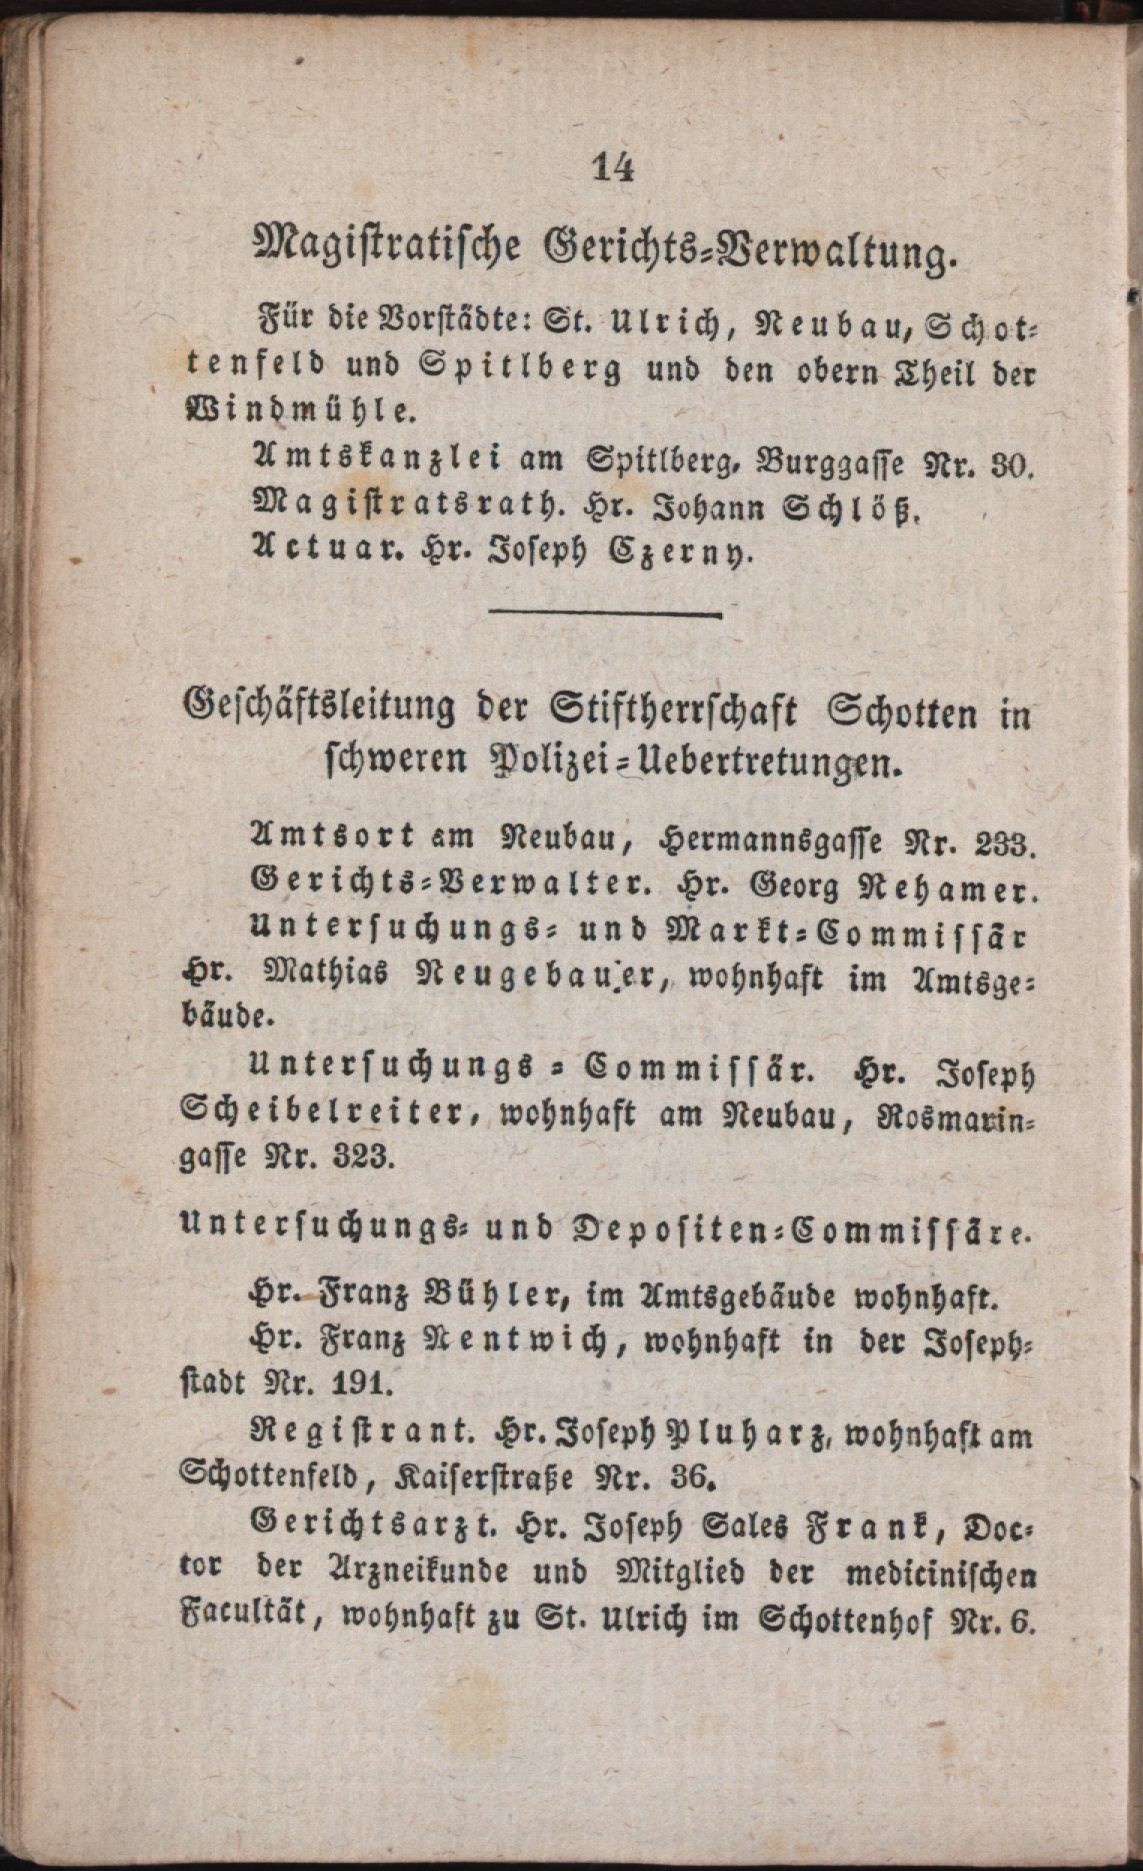 14
Magistratische Gerichts-Verwaltung.
Für die Vorstädte: St. Ulrich, Neubau, Schot-
tenfeld und Spitlberg und den obern Theil der
Windmühle.
Amtskanzlei am Spitlberg, Burggasse Nr. 30.
Magistratsrath. Hr. Johann Schlöß.
Actuar. Hr. Joseph Czerny.
Geschäftsleitung der Stiftherrschaft Schotten in
schweren Polizei-Uebertretungen.
Amtsort am Neubau, Hermannsgasse Nr. 233.
Gerichts-Verwalter. Hr. Georg Nehamer.
Untersuchungs- und Markt-Commissär
Hr. Mathias Neugebauer, wohnhaft im Amtsge-
bäude.
Untersuchungs-Commissär. Hr. Joseph
Scheibelreiter, wohnhaft am Neubau, Rosmarin-
gasse Nr. 323.
Untersuchungs- und Depositen-Commissäre.
Hr. Franz Bühler, im Amtsgebäude wohnhaft.
Hr. Franz Nentwich, wohnhaft in der Joseph-
stadt Nr. 191.
Registrant. Hr. Joseph Pluharz, wohnhaft am
Schottenfeld, Kaiserstraße Nr. 36.
Gerichtsarzt. Hr. Joseph Sales Frank, Doc-
tor der Arzneikunde und Mitglied der medicinischen
Facultät, wohnhaft zu St. Ulrich im Schottenhof Nr. 6.